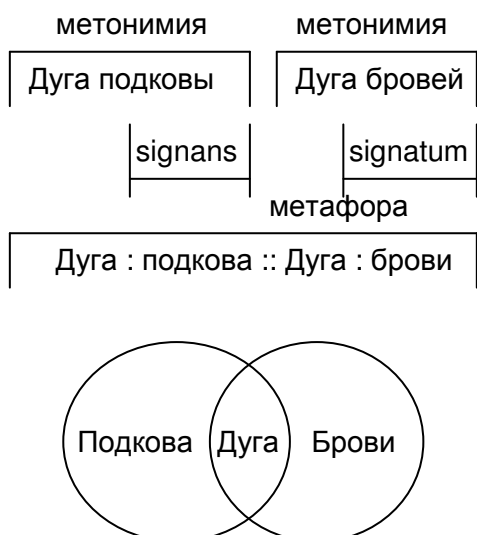 метонимия метонимия
Дуга подковы Дуга бровей
signans signatum
метафора
Дуга : подкова :: Дуга : брови
Подкова Дуга Брови